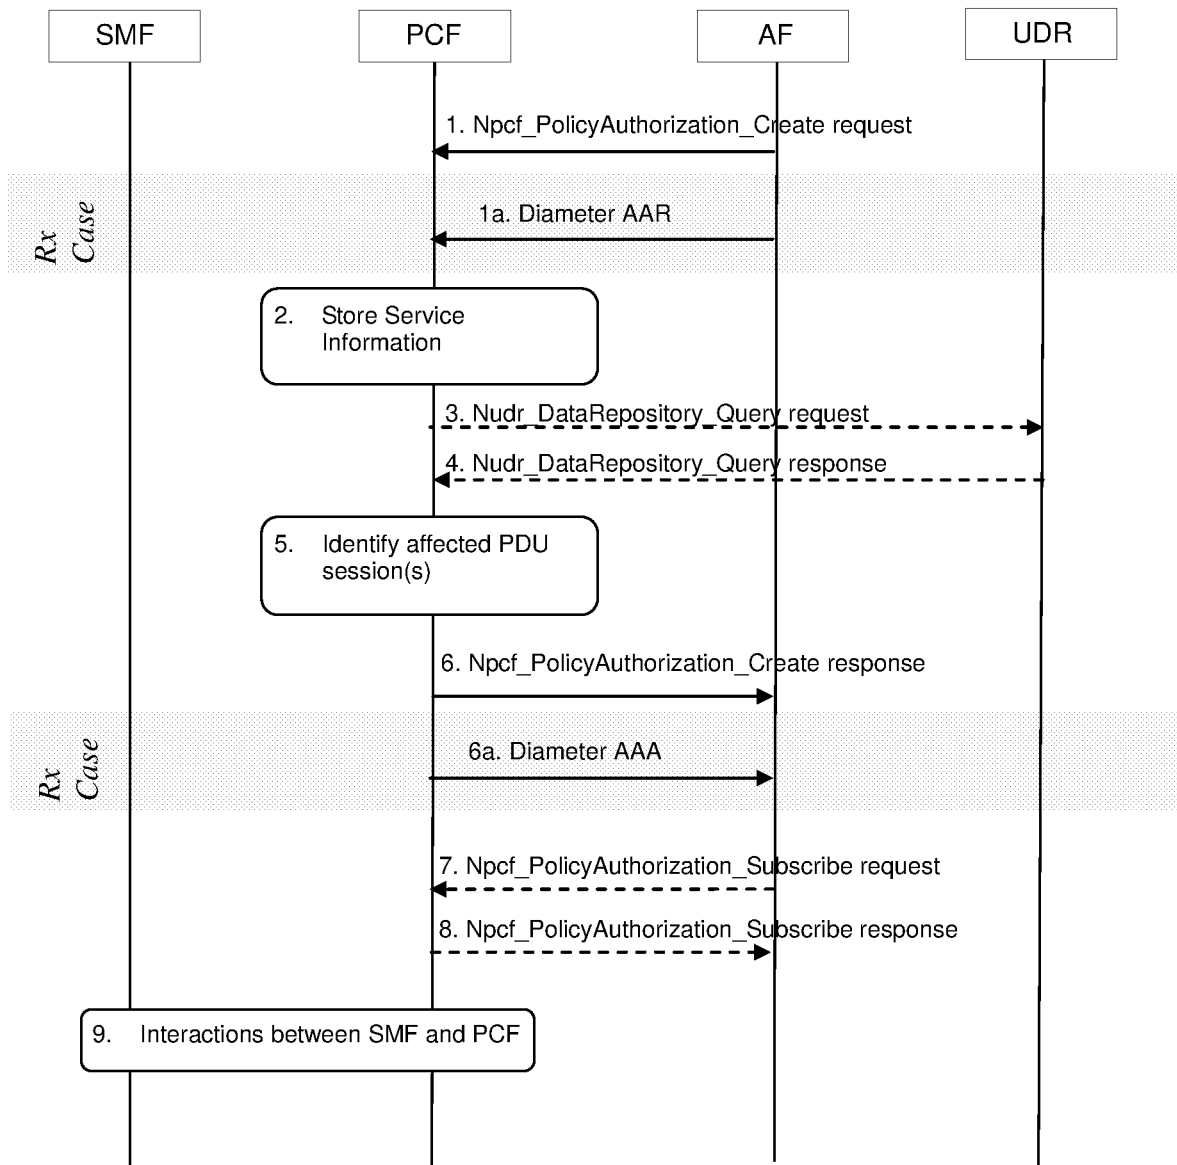 SMF
PCF
AF
UDR
1. Npcf_PolicyAuthorization_Create request
Rx
Case
1a. Diameter AAR
2. Store Service
Information
3. Nudr_DataRepository_Query request
4. Nudr_DataRepository_Query response
5. Identify affected PDU
session(s)
6. Npcf_PolicyAuthorization_Create response
Rx
Case
6a. Diameter AAA
7. Npcf_PolicyAuthorization_Subscribe request
8. Npcf_PolicyAuthorization_Subscribe response
9. Interactions between SMF and PCF